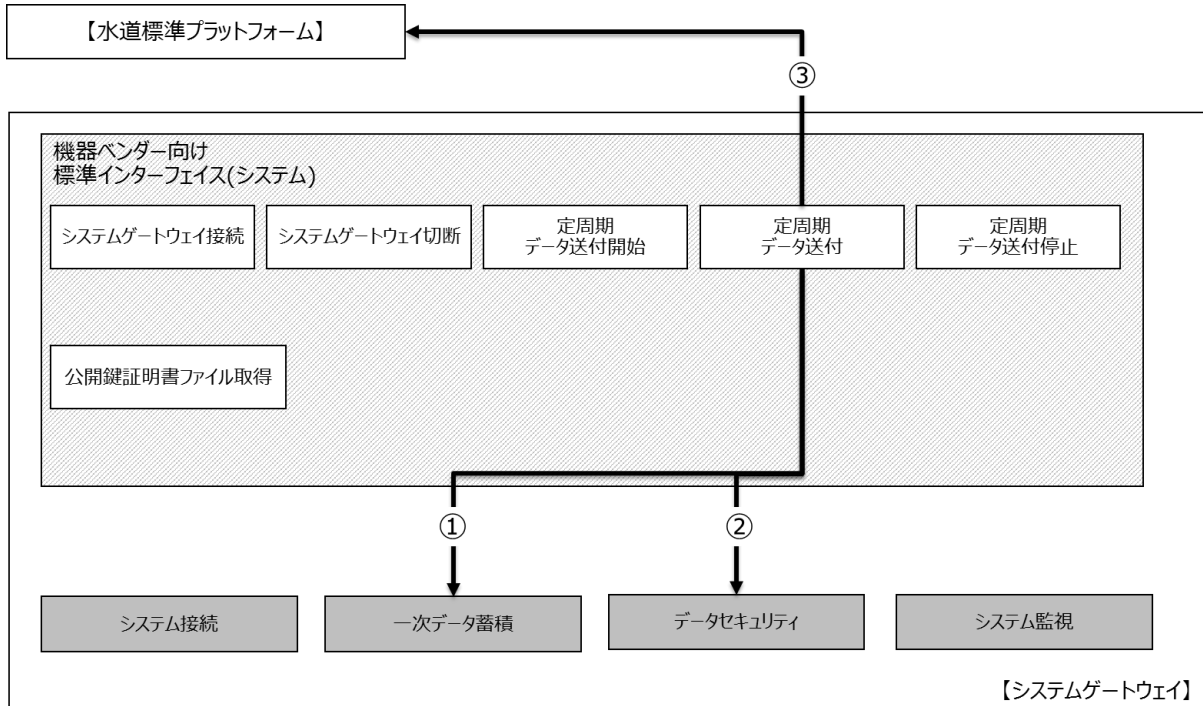 【水道標準プラットフォーム】
③
機器ベンダー向け
標準インターフェイス(システム)
システムゲートウェイ接続
システムゲートウェイ切断
定周期
データ送付開始
定周期
データ送付
定周期
データ送付停止
公開鍵証明書ファイル取得
①
②
システム接続
一次データ蓄積
データセキュリティ
システム監視
【システムゲートウェイ】